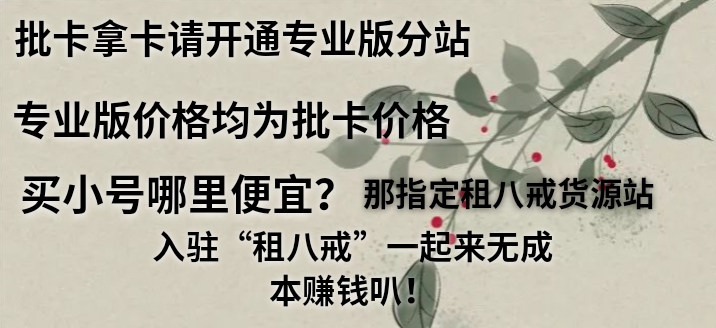 批卡拿卡请开通专业版分站
专业版价格均为批卡价格
买小号哪里便宜？ 那指定租八戒货源站
入驻“租八戒”一起来无成
本赚钱叭！